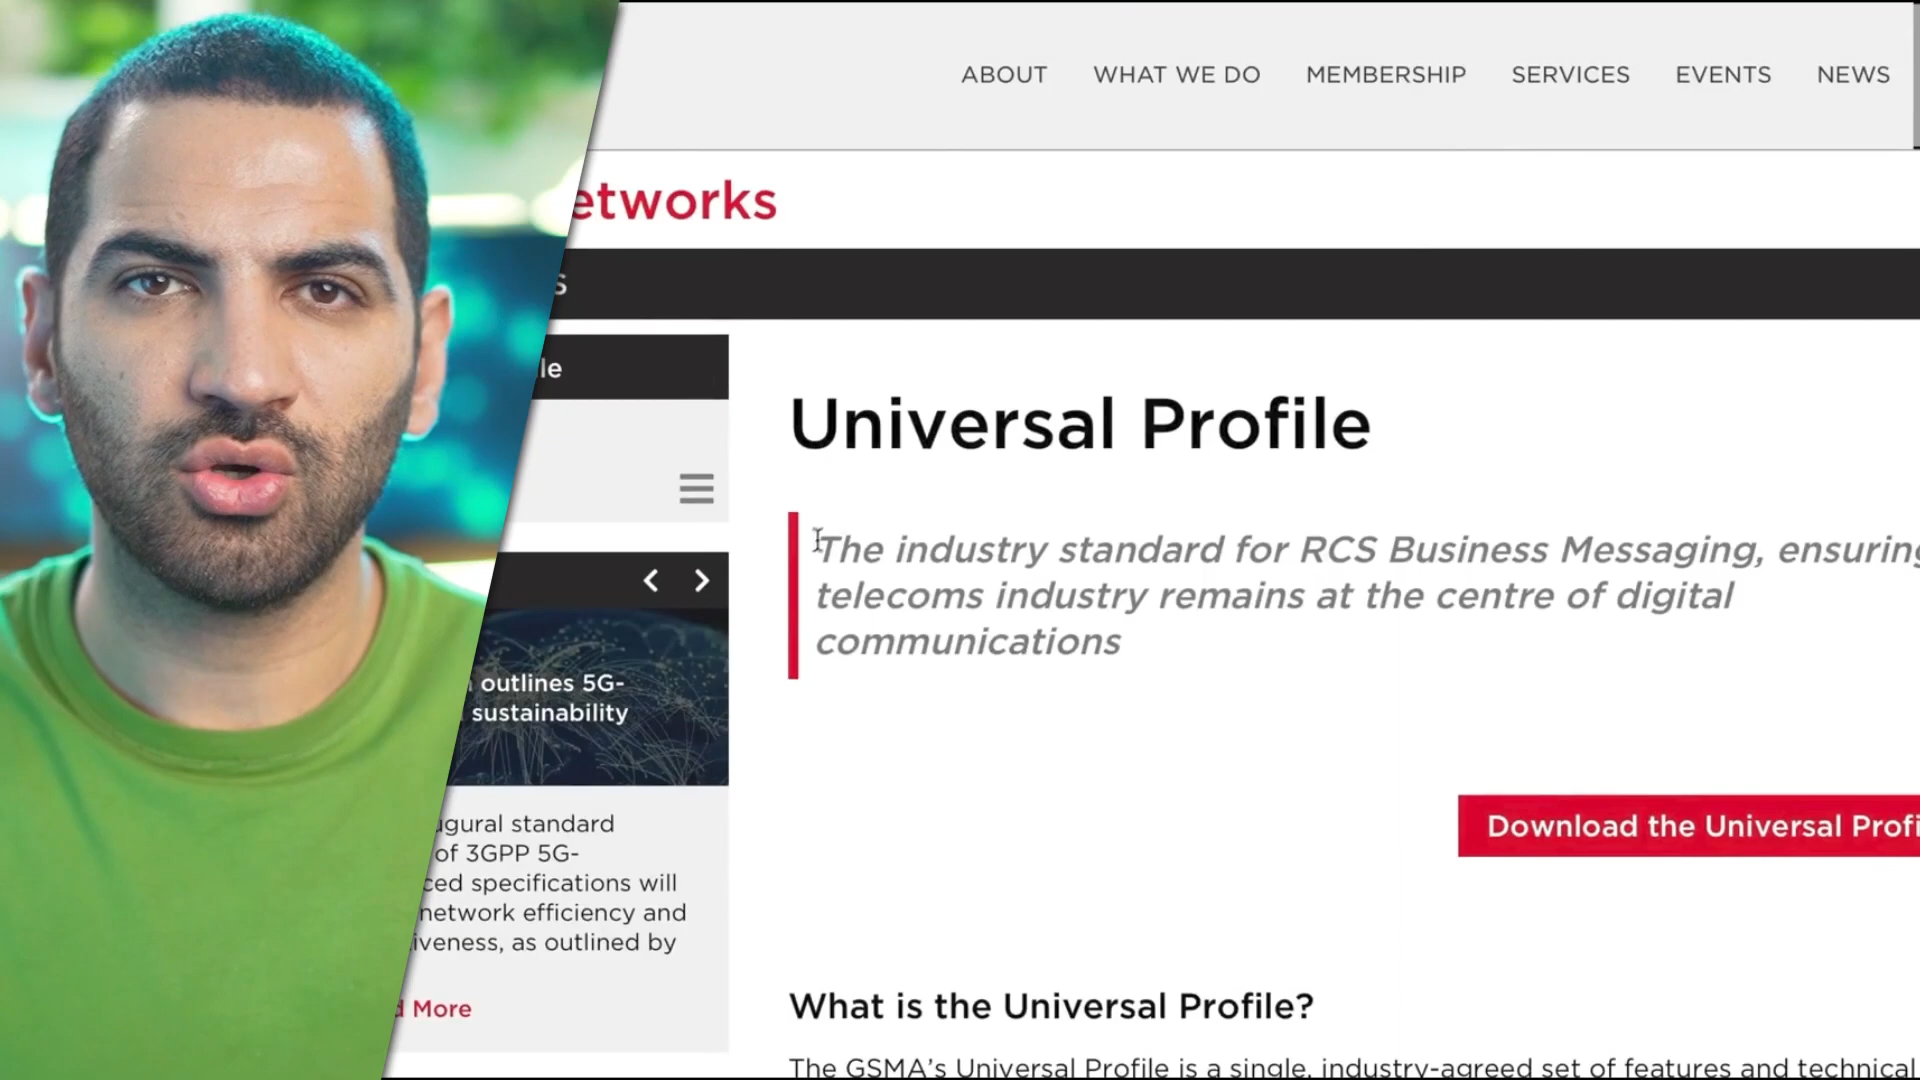 ABOUT WHAT WE DO MEMBERSHIP SERVICES EVENTS NEWS
etworks
s
le
Universal Profile
The industry standard for RCS Business Messaging, ensuring
telecoms industry remains at the centre of digital
communications
outlines 5G-
sustainability
Download the Universal Profi
ugural standard
of 3GPP 5G-
ced specifications will
network efficiency and
iveness, as outlined by
d More
What is the Universal Profile?
The GSMA's Universal Profile is a single, industry-agreed set of features and technical